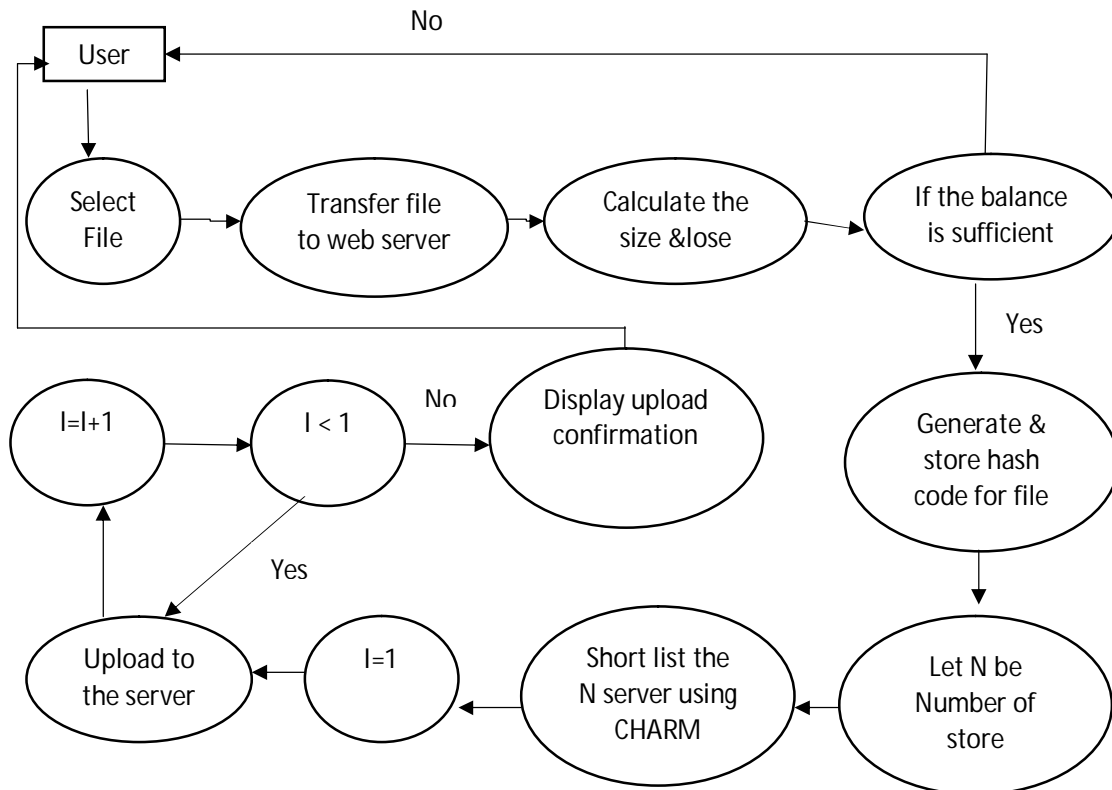 No
User
Select
File
Transfer file
to web server
Calculate the
size &lose
If the balance
is sufficient
Yes
I=I+1
I < 1
No
Display upload
confirmation
Generate &
store hash
code for file
Yes
Upload to
the server
I=1
Short list the
N server using
CHARM
Let N be
Number of
store